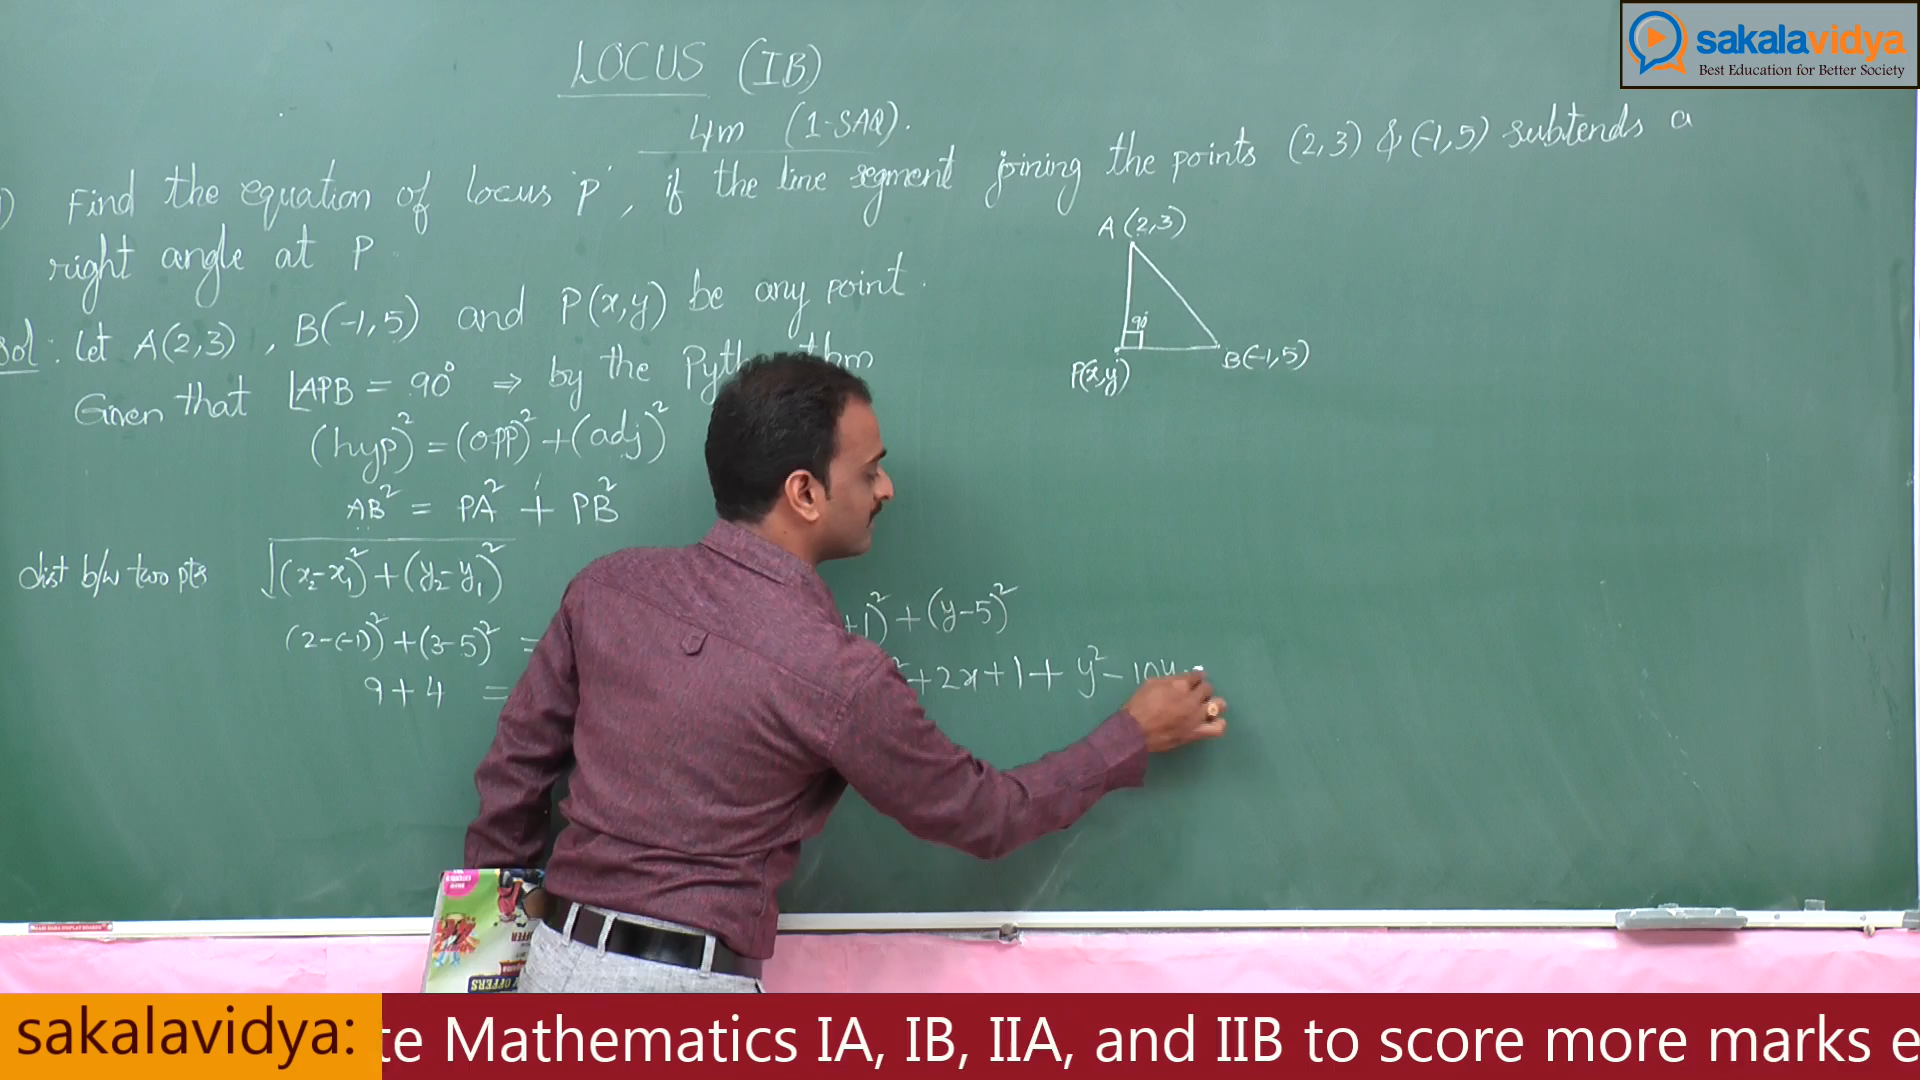 sakalavidya
Best Education for Better Society
LOCUS (IB)
4m (1-SAQ).
Find the equation of locus 'P', if the line segment joining the points (2,3) & (-1,5) subtends a
right angle at P.
Sol: Let A(2,3), B(-1,5) and P(x,y) be any point.
Given that ∠APB = 90° ⇒ by the
(hyp)² = (opp)² + (adj)²
AB² = PA² + PB²
dist b/w two pts √(x₂-x₁)² + (y₂-y₁)²
(2-(-1))² + (3-5)² = +1)² + (y-5)²
9+4 = ² + 2x + 1 + y² - 10y
A (2,3)
90°
P(x,y)
B(-1,5)
sakalavidya: te Mathematics IA, IB, IIA, and IIB to score more marks e